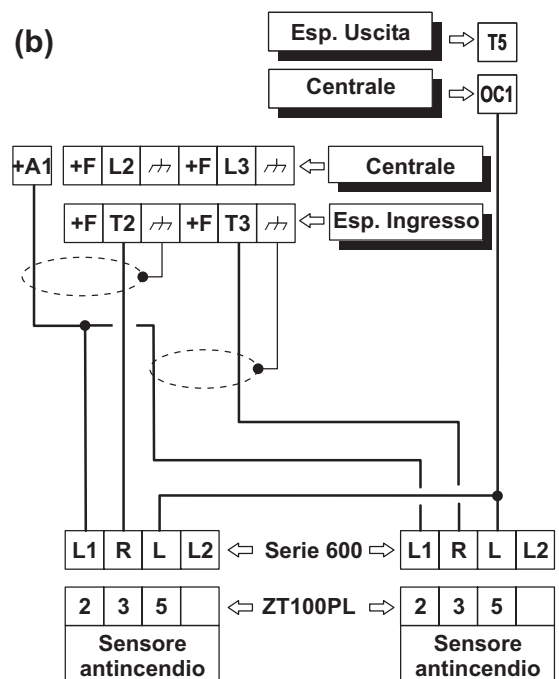 (b)
Esp. Uscita T5
Centrale OC1
+A1 +F L2 +F L3 Centrale
+F T2 +F T3 Esp. Ingresso
L1 R L L2 Serie 600 L1 R L L2
2 3 5 ZT100PL 2 3 5
Sensore antincendio
Sensore antincendio